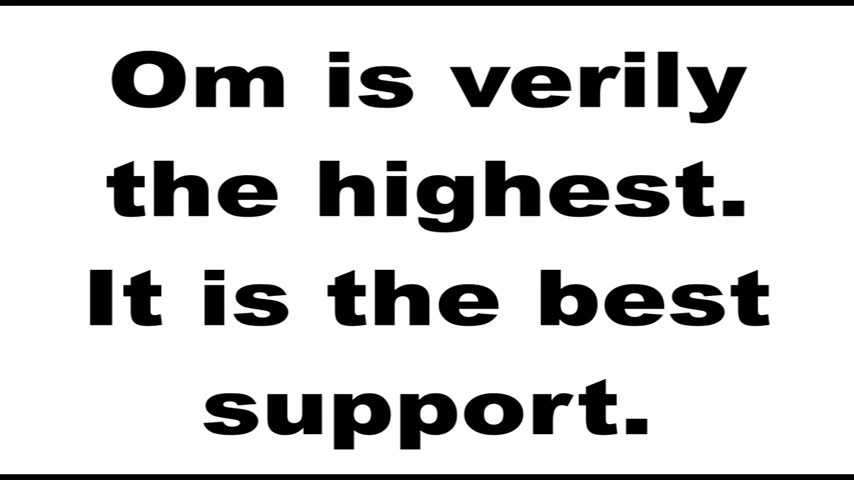 Om is verily
the highest.
It is the best
support.